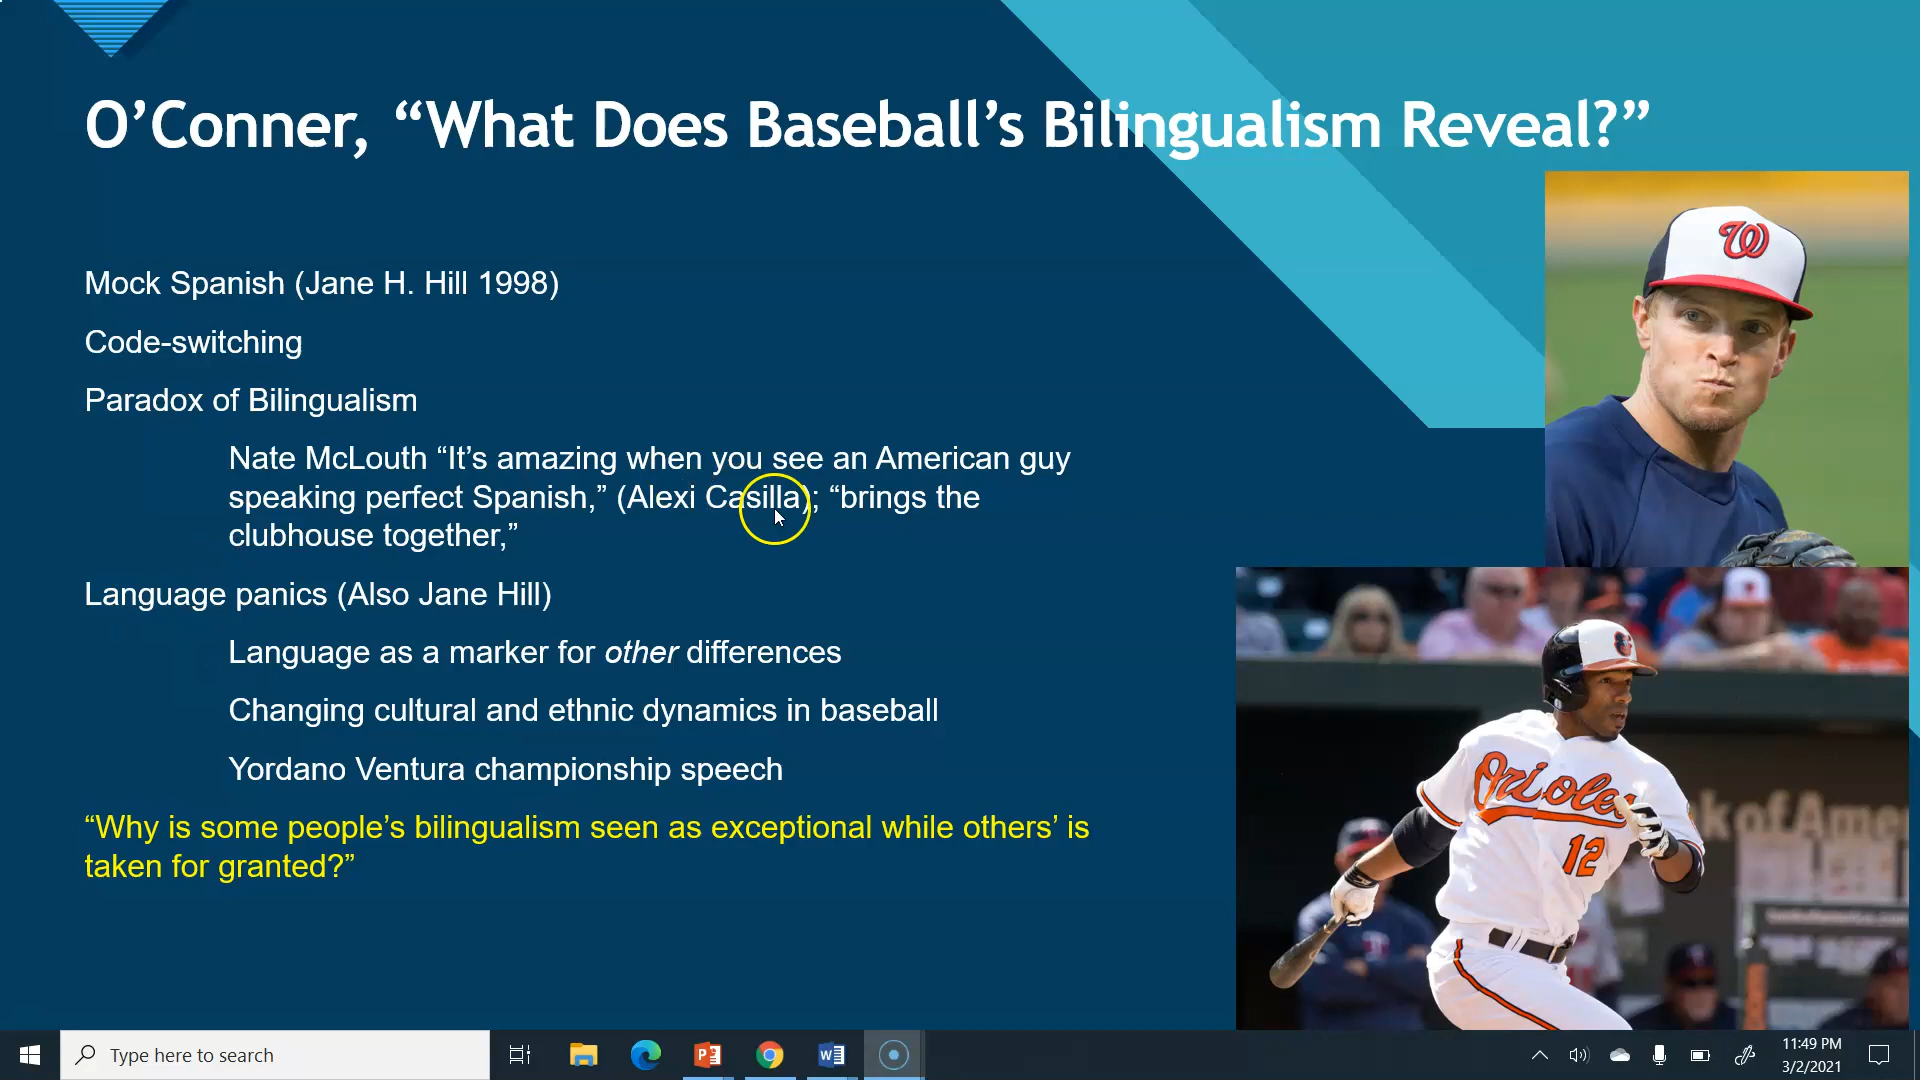 O’Conner, “What Does Baseball’s Bilingualism Reveal?”
Mock Spanish (Jane H. Hill 1998)
Code-switching
Paradox of Bilingualism
Nate McLouth “It’s amazing when you see an American guy
speaking perfect Spanish,” (Alexi Casilla); “brings the
clubhouse together,”
Language panics (Also Jane Hill)
Language as a marker for other differences
Changing cultural and ethnic dynamics in baseball
Yordano Ventura championship speech
“Why is some people’s bilingualism seen as exceptional while others’ is
taken for granted?”
W
Orioles
12
k of Amer
Type here to search
11:49 PM
3/2/2021